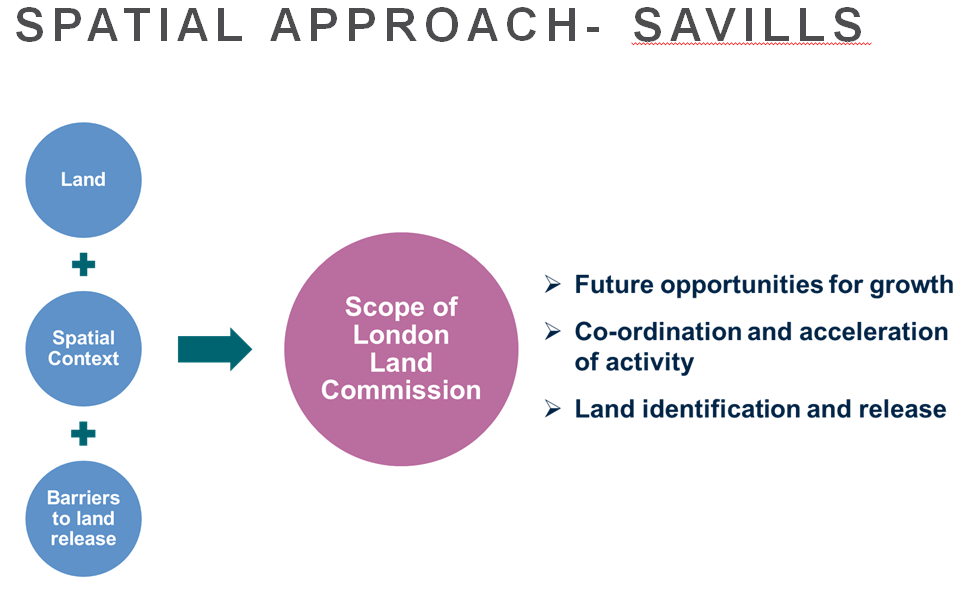 SPATIAL APPROACH- SAVILLS
Land
Spatial
Context
Barriers
to land
release
Scope of
London
Land
Commission
Future opportunities for growth
Co-ordination and acceleration
of activity
Land identification and release